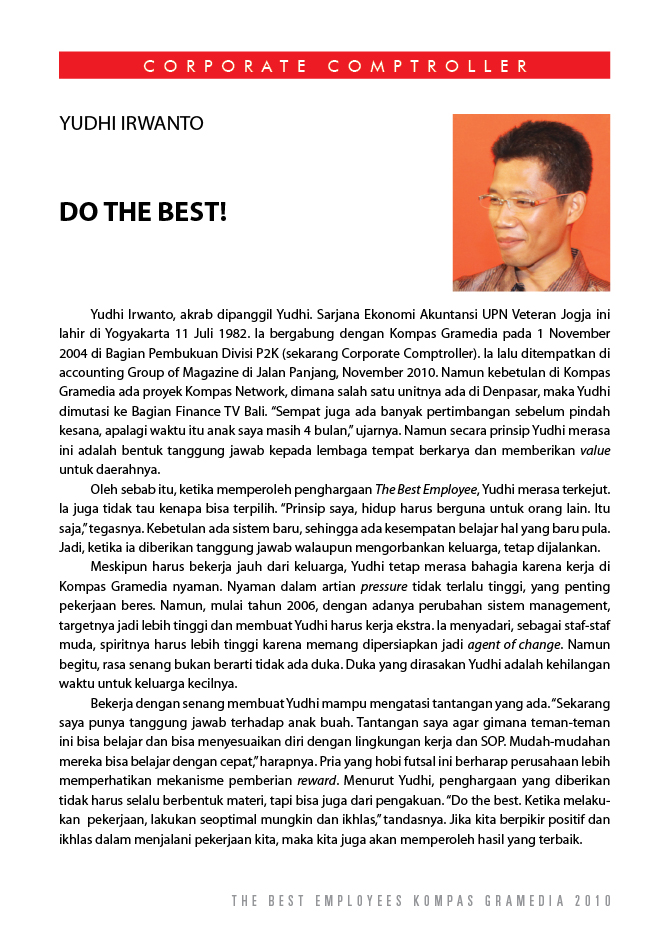 CORPORATE COMPTROLLER
YUDHI IRWANTO
DO THE BEST!
Yudhi Irwanto, akrab dipanggil Yudhi. Sarjana Ekonomi Akuntansi UPN Veteran Jogja ini
lahir di Yogyakarta 11 Juli 1982. Ia bergabung dengan Kompas Gramedia pada 1 November
2004 di Bagian Pembukuan Divisi P2K (sekarang Corporate Comptroller). Ia lalu ditempatkan di
accounting Group of Magazine di Jalan Panjang, November 2010. Namun kebetulan di Kompas
Gramedia ada proyek Kompas Network, dimana salah satu unitnya ada di Denpasar, maka Yudhi
dimutasi ke Bagian Finance TV Bali. “Sempat juga ada banyak pertimbangan sebelum pindah
kesana, apalagi waktu itu anak saya masih 4 bulan,” ujarnya. Namun secara prinsip Yudhi merasa
ini adalah bentuk tanggung jawab kepada lembaga tempat berkarya dan memberikan value
untuk daerahnya.
Oleh sebab itu, ketika memperoleh penghargaan The Best Employee, Yudhi merasa terkejut.
Ia juga tidak tau kenapa bisa terpilih. “Prinsip saya, hidup harus berguna untuk orang lain. Itu
saja,” tegasnya. Kebetulan ada sistem baru, sehingga ada kesempatan belajar hal yang baru pula.
Jadi, ketika ia diberikan tanggung jawab walaupun mengorbankan keluarga, tetap dijalankan.
Meskipun harus bekerja jauh dari keluarga, Yudhi tetap merasa bahagia karena kerja di
Kompas Gramedia nyaman. Nyaman dalam artian pressure tidak terlalu tinggi, yang penting
pekerjaan beres. Namun, mulai tahun 2006, dengan adanya perubahan sistem management,
targetnya jadi lebih tinggi dan membuat Yudhi harus kerja ekstra. Ia menyadari, sebagai staf-staf
muda, spiritnya harus lebih tinggi karena memang dipersiapkan jadi agent of change. Namun
begitu, rasa senang bukan berarti tidak ada duka. Duka yang dirasakan Yudhi adalah kehilangan
waktu untuk keluarga kecilnya.
Bekerja dengan senang membuat Yudhi mampu mengatasi tantangan yang ada. “Sekarang
saya punya tanggung jawab terhadap anak buah. Tantangan saya agar gimana teman-teman
ini bisa belajar dan bisa menyesuaikan diri dengan lingkungan kerja dan SOP. Mudah-mudahan
mereka bisa belajar dengan cepat,” harapnya. Pria yang hobi futsal ini berharap perusahaan lebih
memperhatikan mekanisme pemberian reward. Menurut Yudhi, penghargaan yang diberikan
tidak harus selalu berbentuk materi, tapi bisa juga dari pengakuan. “Do the best. Ketika melaku-
kan pekerjaan, lakukan seoptimal mungkin dan ikhlas,” tandasnya. Jika kita berpikir positif dan
ikhlas dalam menjalani pekerjaan kita, maka kita juga akan memperoleh hasil yang terbaik.
THE BEST EMPLOYEES KOMPAS GRAMEDIA 2010